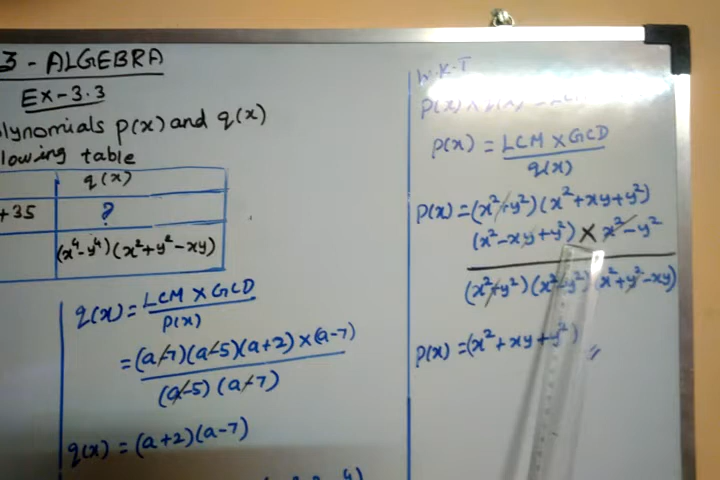 3 - ALGEBRA
EX-3.3
olynomials p(x) and q(x)
lowing table
q(x)
+35 ?
(x⁴-y⁴)(x²+y²-xy)
q(x) = LCM X GCD
p(x)
= (a-7)(a-5)(a+2) x (a-7)
(a-5) (a-7)
q(x) = (a+2)(a-7)
W.K.T
p(x) = LCM X GCD
q(x)
p(x) = (x²+y²) (x²+xy+y²)
(x²-xy+y²) X x²-y²
(x²+y²) (x²-y²) (x²+y²-xy)
p(x) = (x²+xy+y²) //